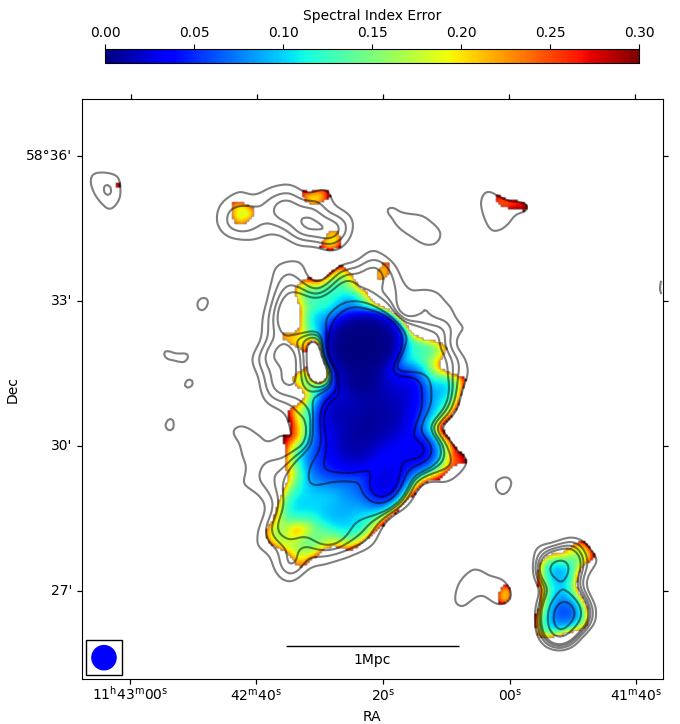 Spectral Index Error
0.00 0.05 0.10 0.15 0.20 0.25 0.30
58°36'
33'
30'
27'
Dec
1Mpc
11ʰ43ᵐ00ˢ 42ᵐ40ˢ 20ˢ 00ˢ 41ᵐ40ˢ
RA